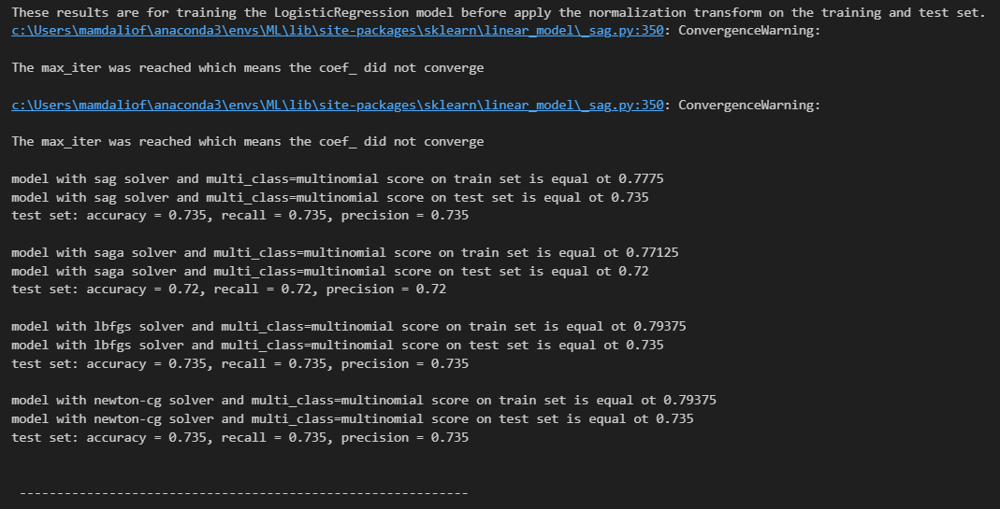 These results are for training the LogisticRegression model before apply the normalization transform on the training and test set.
c:\Users\mamdaliof\anaconda3\envs\ML\lib\site-packages\sklearn\linear_model\_sag.py:350: ConvergenceWarning:
The max_iter was reached which means the coef_ did not converge
c:\Users\mamdaliof\anaconda3\envs\ML\lib\site-packages\sklearn\linear_model\_sag.py:350: ConvergenceWarning:
The max_iter was reached which means the coef_ did not converge
model with sag solver and multi_class=multinomial score on train set is equal ot 0.7775
model with sag solver and multi_class=multinomial score on test set is equal ot 0.735
test set: accuracy = 0.735, recall = 0.735, precision = 0.735
model with saga solver and multi_class=multinomial score on train set is equal ot 0.77125
model with saga solver and multi_class=multinomial score on test set is equal ot 0.72
test set: accuracy = 0.72, recall = 0.72, precision = 0.72
model with lbfgs solver and multi_class=multinomial score on train set is equal ot 0.79375
model with lbfgs solver and multi_class=multinomial score on test set is equal ot 0.735
test set: accuracy = 0.735, recall = 0.735, precision = 0.735
model with newton-cg solver and multi_class=multinomial score on train set is equal ot 0.79375
model with newton-cg solver and multi_class=multinomial score on test set is equal ot 0.735
test set: accuracy = 0.735, recall = 0.735, precision = 0.735
------------------------------------------------------------